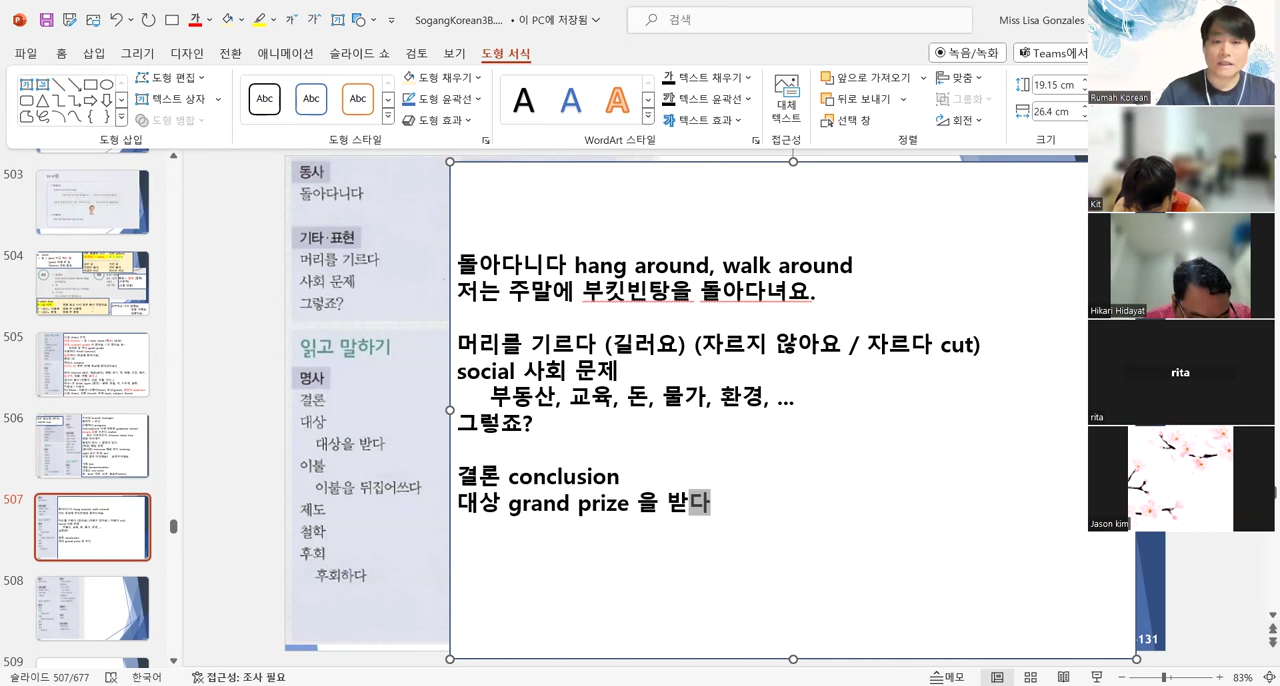 SogangKorean3B.... • 이 PC에 저장됨
검색
Miss Lisa Gonzales
파일 홈 삽입 그리기 디자인 전환 애니메이션 슬라이드 쇼 검토 보기 도형 서식
녹음/녹화
Teams에서
도형 편집
텍스트 상자
도형 병합
도형 삽입
Abc Abc Abc
도형 채우기
도형 윤곽선
도형 효과
도형 스타일
A A A
텍스트 채우기
텍스트 윤곽선
텍스트 효과
WordArt 스타일
대체
텍스트
접근성
앞으로 가져오기
뒤로 보내기
선택 창
맞춤
그룹화
회전
정렬
19.15 cm
26.4 cm
크기
503
504
505
506
507
508
509
동사
돌아다니다
기타·표현
머리를 기르다
사회 문제
그렇죠?
읽고 말하기
명사
결론
대상
대상을 받다
이불
이불을 뒤집어쓰다
제도
철학
후회
후회하다
돌아다니다 hang around, walk around
저는 주말에 부킷빈탕을 돌아다녀요.
머리를 기르다 (길러요) (자르지 않아요 / 자르다 cut)
social 사회 문제
부동산, 교육, 돈, 물가, 환경, ...
그렇죠?
결론 conclusion
대상 grand prize 을 받다
131
Rumah Korean
Kit
Hikari Hidayat
rita
rita
Jason kim
슬라이드 507/677
한국어
접근성: 조사 필요
메모
83%